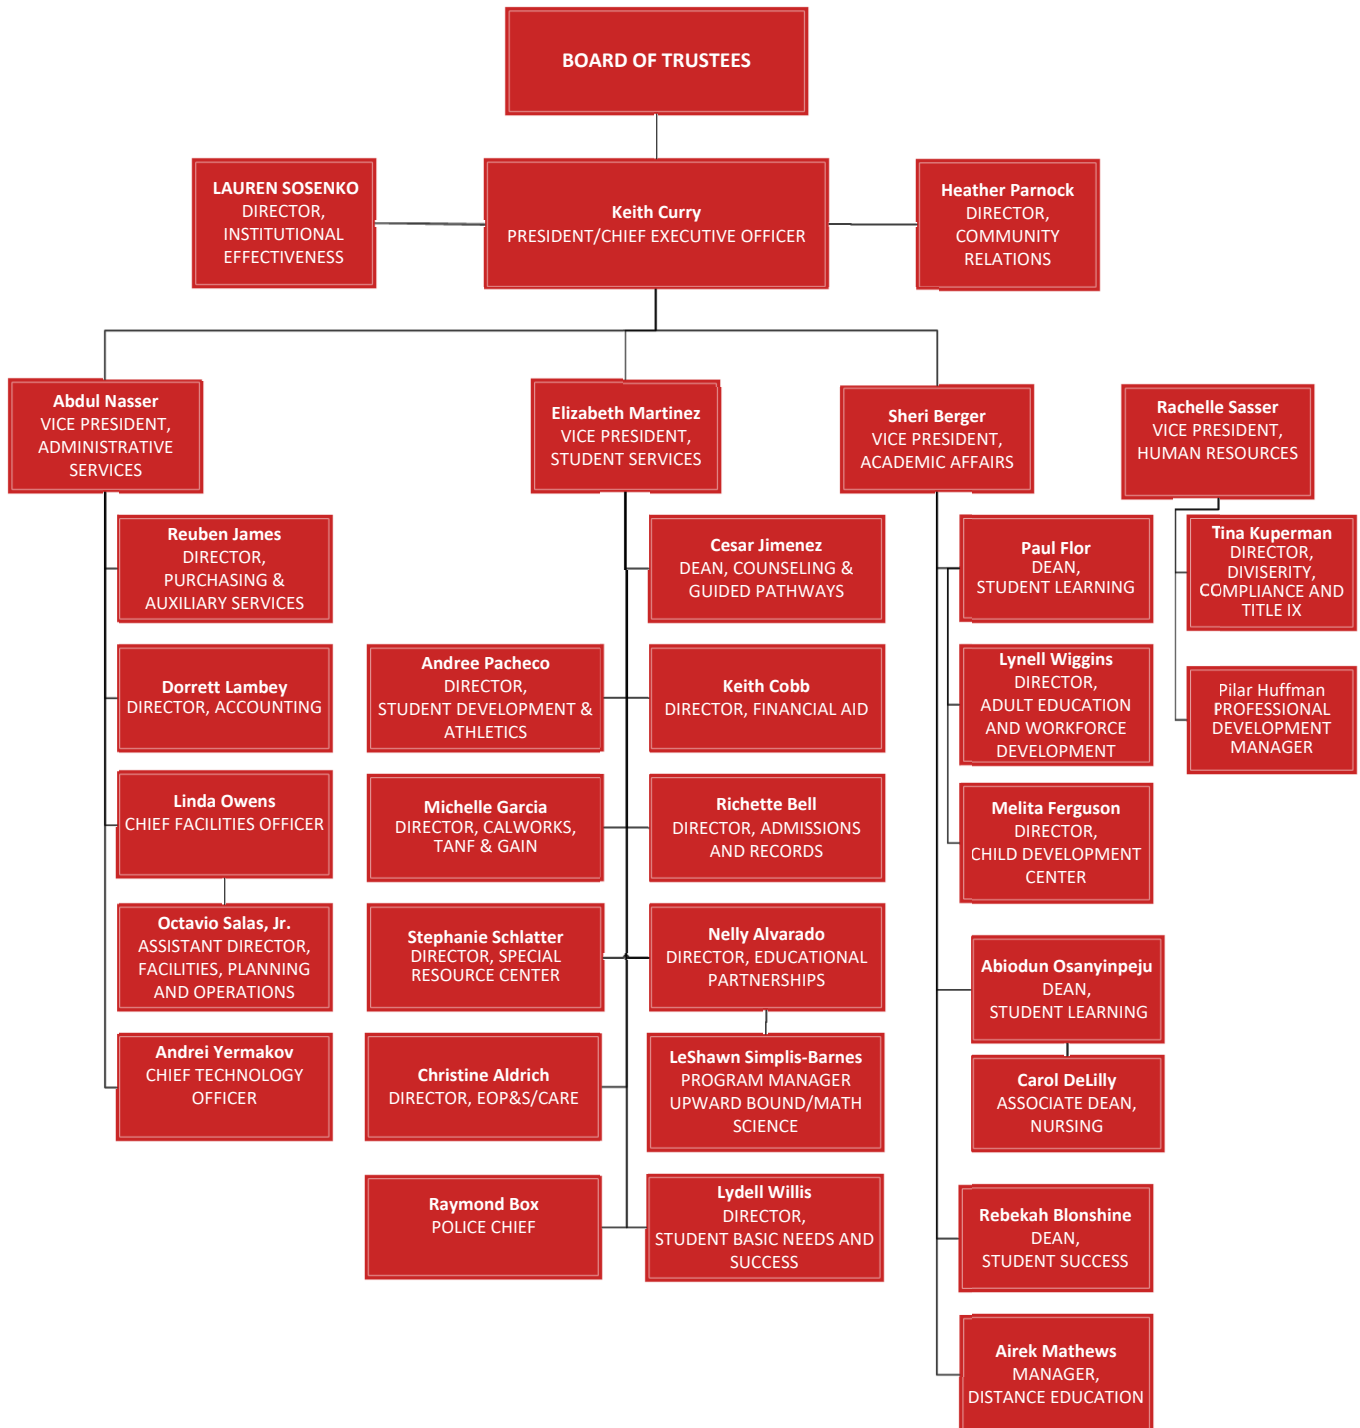 BOARD OF TRUSTEES
LAUREN SOSENKO
DIRECTOR,
INSTITUTIONAL
EFFECTIVENESS
Keith Curry
PRESIDENT/CHIEF EXECUTIVE OFFICER
Heather Parnock
DIRECTOR,
COMMUNITY
RELATIONS
Abdul Nasser
VICE PRESIDENT,
ADMINISTRATIVE
SERVICES
Elizabeth Martinez
VICE PRESIDENT,
STUDENT SERVICES
Sheri Berger
VICE PRESIDENT,
ACADEMIC AFFAIRS
Rachelle Sasser
VICE PRESIDENT,
HUMAN RESOURCES
Reuben James
DIRECTOR,
PURCHASING &
AUXILIARY SERVICES
Dorrett Lambey
DIRECTOR, ACCOUNTING
Linda Owens
CHIEF FACILITIES OFFICER
Octavio Salas, Jr.
ASSISTANT DIRECTOR,
FACILITIES, PLANNING
AND OPERATIONS
Andrei Yermakov
CHIEF TECHNOLOGY
OFFICER
Cesar Jimenez
DEAN, COUNSELING &
GUIDED PATHWAYS
Andree Pacheco
DIRECTOR,
STUDENT DEVELOPMENT &
ATHLETICS
Keith Cobb
DIRECTOR, FINANCIAL AID
Michelle Garcia
DIRECTOR, CALWORKS,
TANF & GAIN
Richette Bell
DIRECTOR, ADMISSIONS
AND RECORDS
Stephanie Schlatter
DIRECTOR, SPECIAL
RESOURCE CENTER
Nelly Alvarado
DIRECTOR, EDUCATIONAL
PARTNERSHIPS
Christine Aldrich
DIRECTOR, EOP&S/CARE
LeShawn Simplis-Barnes
PROGRAM MANAGER
UPWARD BOUND/MATH
SCIENCE
Raymond Box
POLICE CHIEF
Lydell Willis
DIRECTOR,
STUDENT BASIC NEEDS AND
SUCCESS
Paul Flor
DEAN,
STUDENT LEARNING
Lynell Wiggins
DIRECTOR,
ADULT EDUCATION
AND WORKFORCE
DEVELOPMENT
Melita Ferguson
DIRECTOR,
CHILD DEVELOPMENT
CENTER
Abiodun Osanyinpeju
DEAN,
STUDENT LEARNING
Carol DeLilly
ASSOCIATE DEAN,
NURSING
Rebekah Blonshine
DEAN,
STUDENT SUCCESS
Airek Mathews
MANAGER,
DISTANCE EDUCATION
Tina Kuperman
DIRECTOR,
DIVISERITY,
COMPLIANCE AND
TITLE IX
Pilar Huffman
PROFESSIONAL
DEVELOPMENT
MANAGER